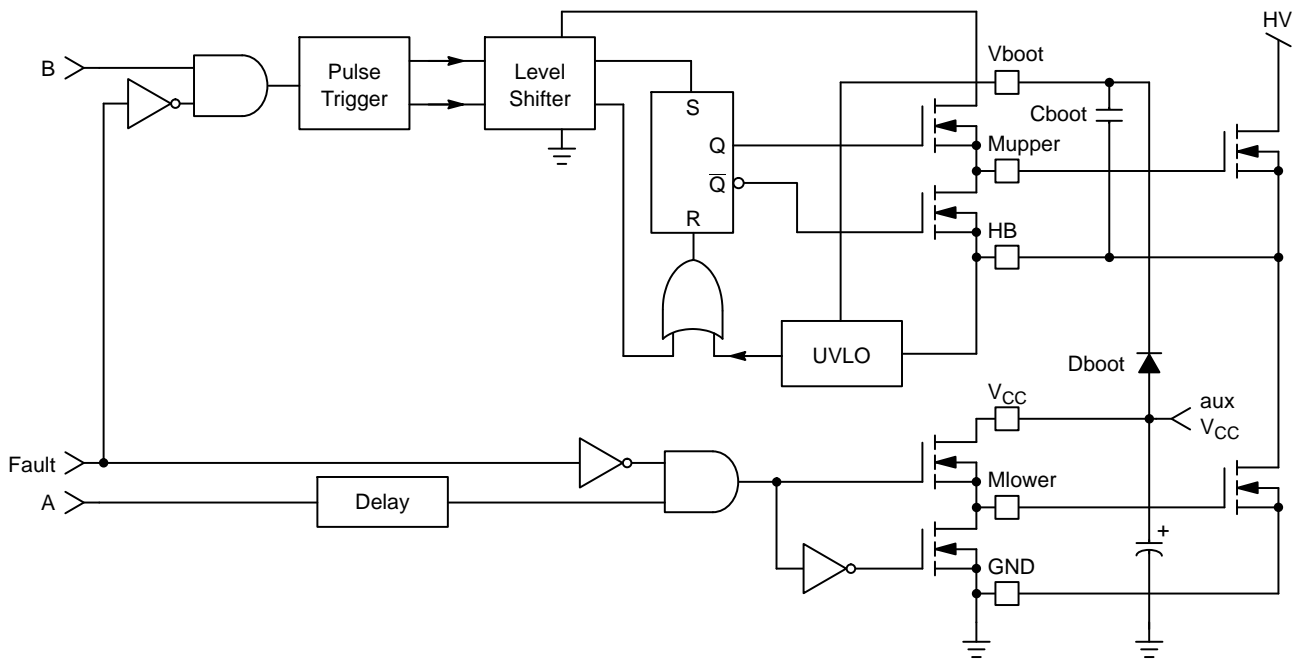 HV
Vboot
B
Pulse
Trigger
Level
Shifter
Cboot
S
Q
Mupper
Q
R
HB
UVLO
Dboot
VCC
aux
VCC
Fault
A
Delay
Mlower
+
GND